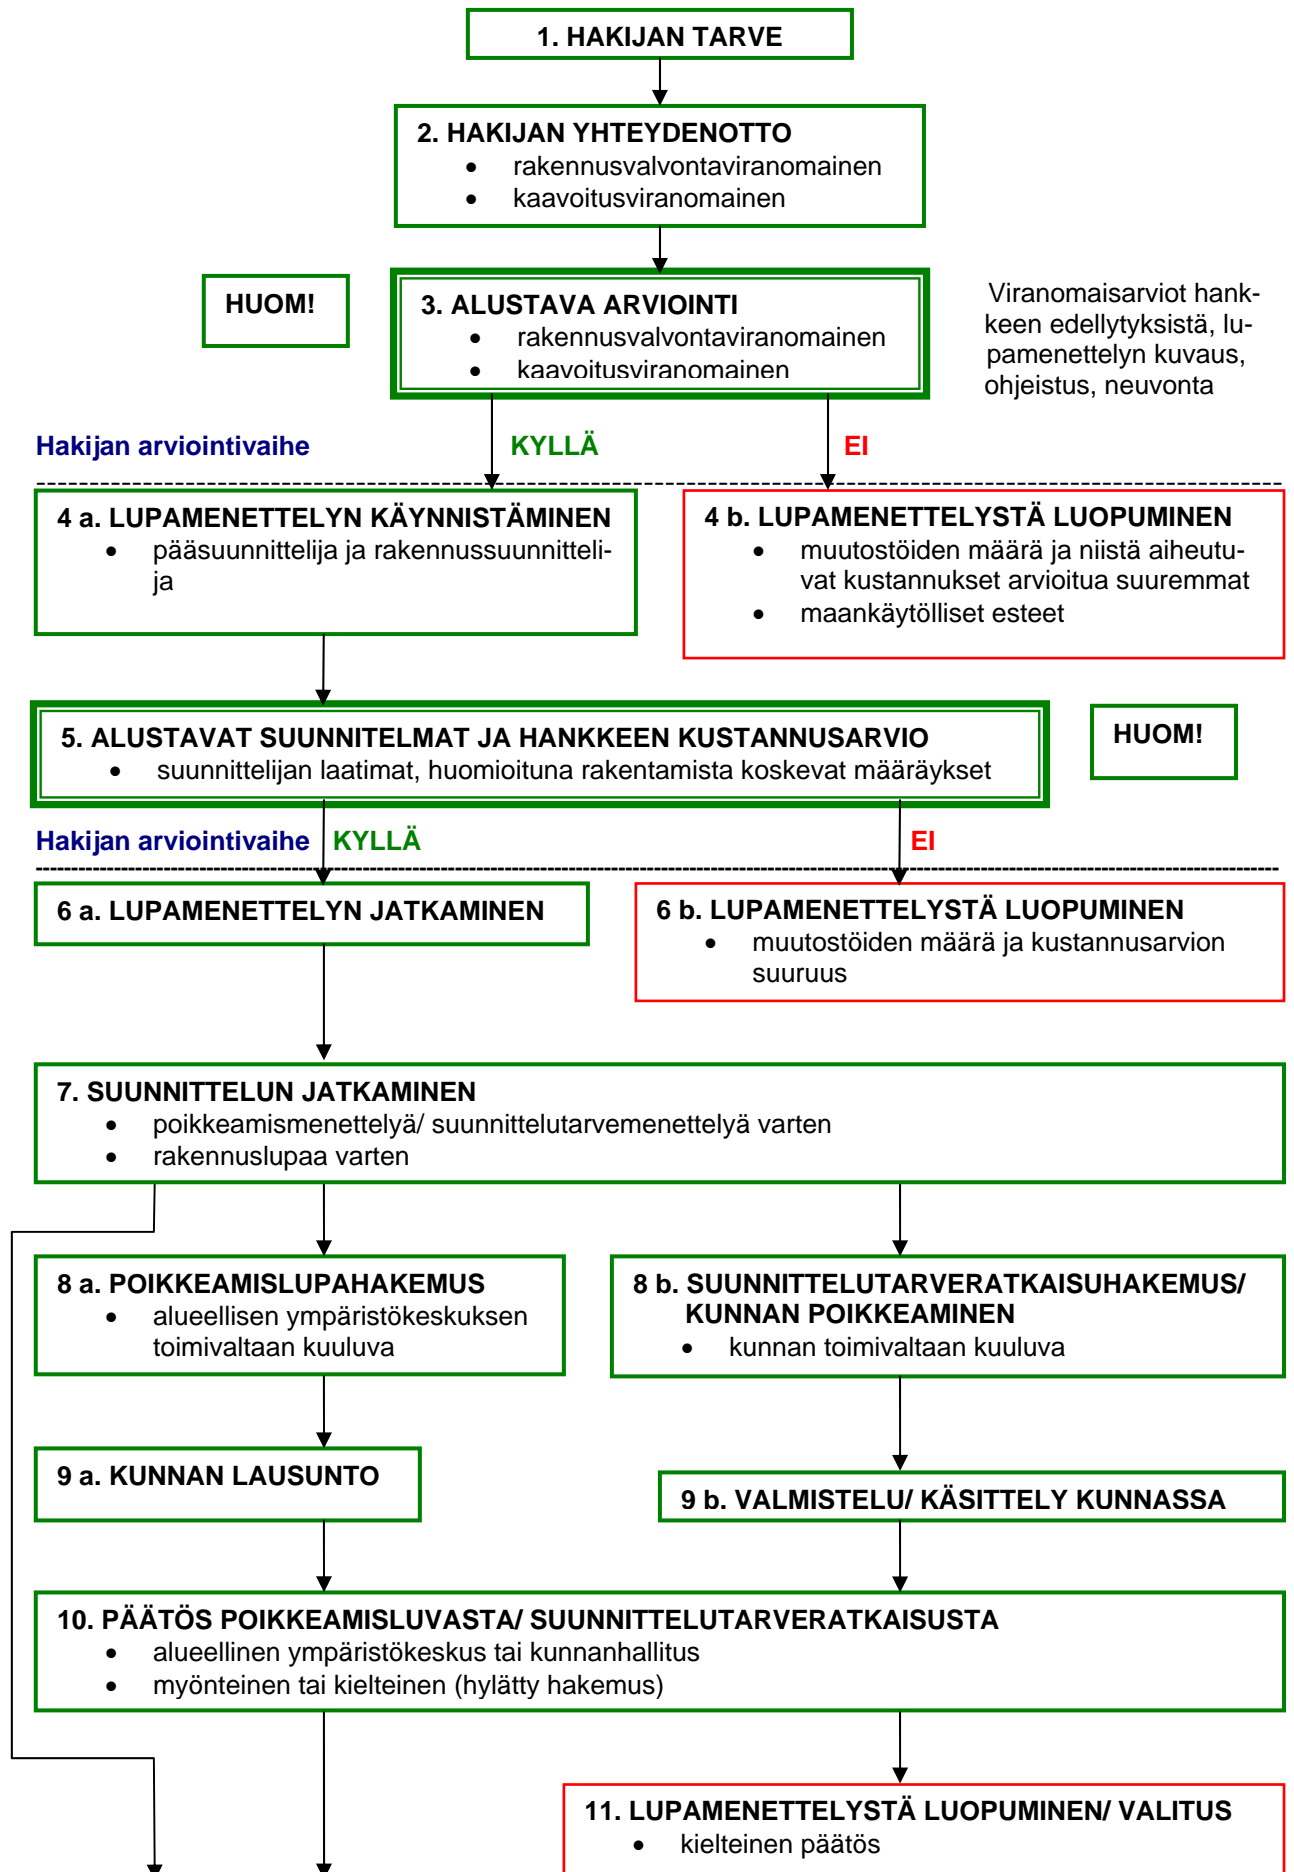 1. HAKIJAN TARVE
2. HAKIJAN YHTEYDENOTTO
• rakennusvalvontaviranomainen
• kaavoitusviranomainen
HUOM!
3. ALUSTAVA ARVIOINTI
• rakennusvalvontaviranomainen
• kaavoitusviranomainen
Viranomaisarviot hank-
keen edellytyksistä, lu-
pamenettelyn kuvaus,
ohjeistus, neuvonta
Hakijan arviointivaihe
KYLLÄ
EI
4 a. LUPAMENETTELYN KÄYNNISTÄMINEN
• pääsuunnittelija ja rakennussuunnitteli-
ja
4 b. LUPAMENETTELYSTÄ LUOPUMINEN
• muutostöiden määrä ja niistä aiheutu-
vat kustannukset arvioitua suuremmat
• maankäytölliset esteet
5. ALUSTAVAT SUUNNITELMAT JA HANKKEEN KUSTANNUSARVIO
• suunnittelijan laatimat, huomioituna rakentamista koskevat määräykset
HUOM!
Hakijan arviointivaihe
KYLLÄ
EI
6 a. LUPAMENETTELYN JATKAMINEN
6 b. LUPAMENETTELYSTÄ LUOPUMINEN
• muutostöiden määrä ja kustannusarvion
suuruus
7. SUUNNITTELUN JATKAMINEN
• poikkeamismenettelyä/ suunnittelutarvemenettelyä varten
• rakennuslupaa varten
8 a. POIKKEAMISLUPAHAKEMUS
• alueellisen ympäristökeskuksen
toimivaltaan kuuluva
8 b. SUUNNITTELUTARVERATKAISUHAKEMUS/
KUNNAN POIKKEAMINEN
• kunnan toimivaltaan kuuluva
9 a. KUNNAN LAUSUNTO
9 b. VALMISTELU/ KÄSITTELY KUNNASSA
10. PÄÄTÖS POIKKEAMISLUVASTA/ SUUNNITTELUTARVERATKAISUSTA
• alueellinen ympäristökeskus tai kunnanhallitus
• myönteinen tai kielteinen (hylätty hakemus)
11. LUPAMENETTELYSTÄ LUOPUMINEN/ VALITUS
• kielteinen päätös